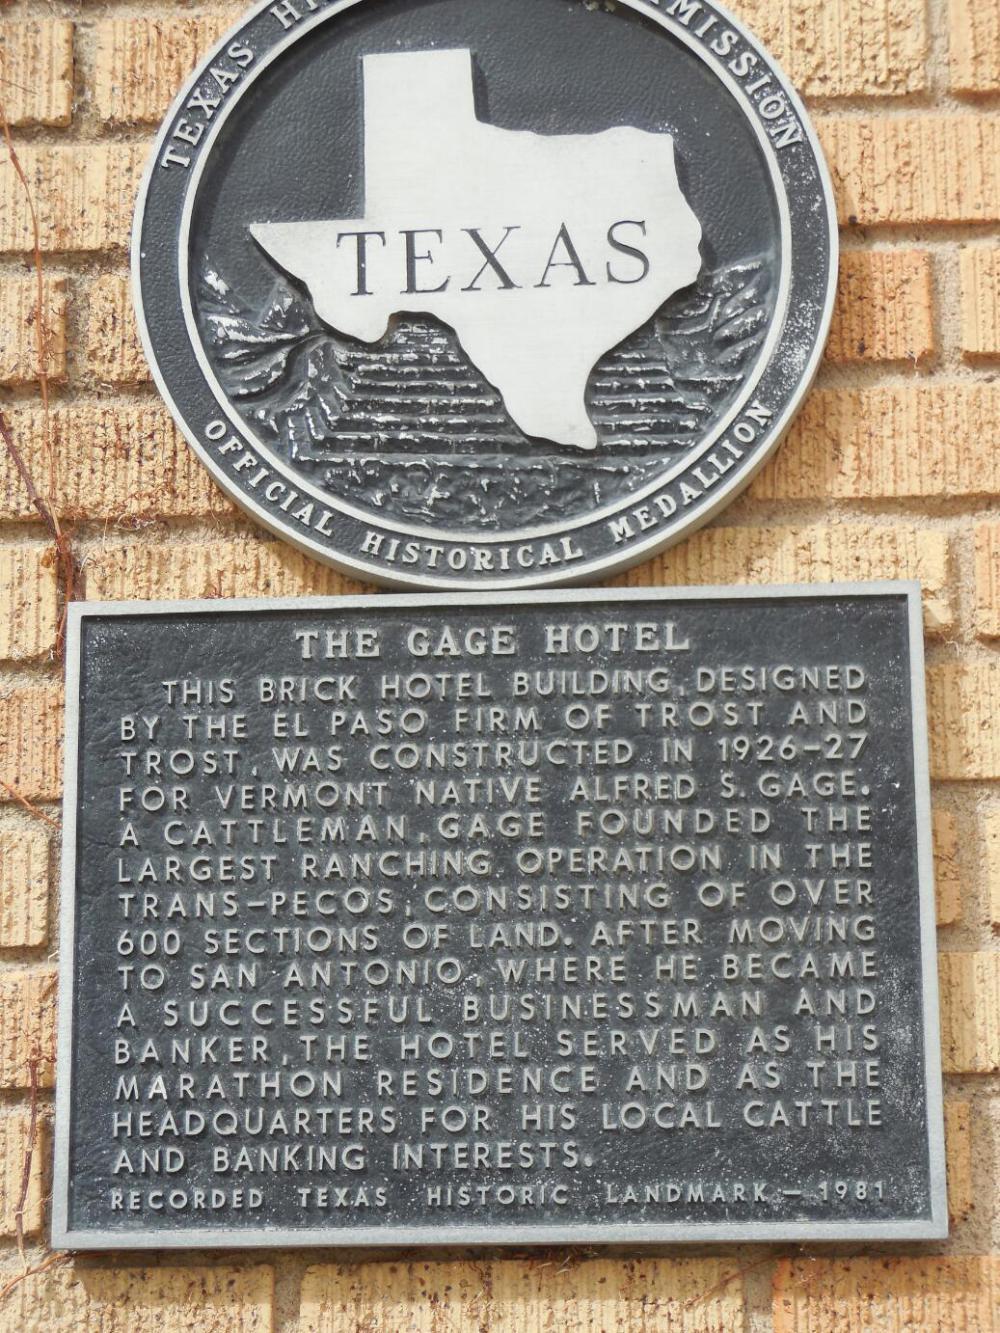 TEXAS HI MISSION
TEXAS
OFFICIAL HISTORICAL MEDALLION
THE GAGE HOTEL
THIS BRICK HOTEL BUILDING, DESIGNED
BY THE EL PASO FIRM OF TROST AND
TROST, WAS CONSTRUCTED IN 1926-27
FOR VERMONT NATIVE ALFRED S. GAGE.
A CATTLEMAN, GAGE FOUNDED THE
LARGEST RANCHING OPERATION IN THE
TRANS-PECOS, CONSISTING OF OVER
600 SECTIONS OF LAND. AFTER MOVING
TO SAN ANTONIO, WHERE HE BECAME
A SUCCESSFUL BUSINESSMAN AND
BANKER, THE HOTEL SERVED AS HIS
MARATHON RESIDENCE AND AS THE
HEADQUARTERS FOR HIS LOCAL CATTLE
AND BANKING INTERESTS.
RECORDED TEXAS HISTORIC LANDMARK - 1981